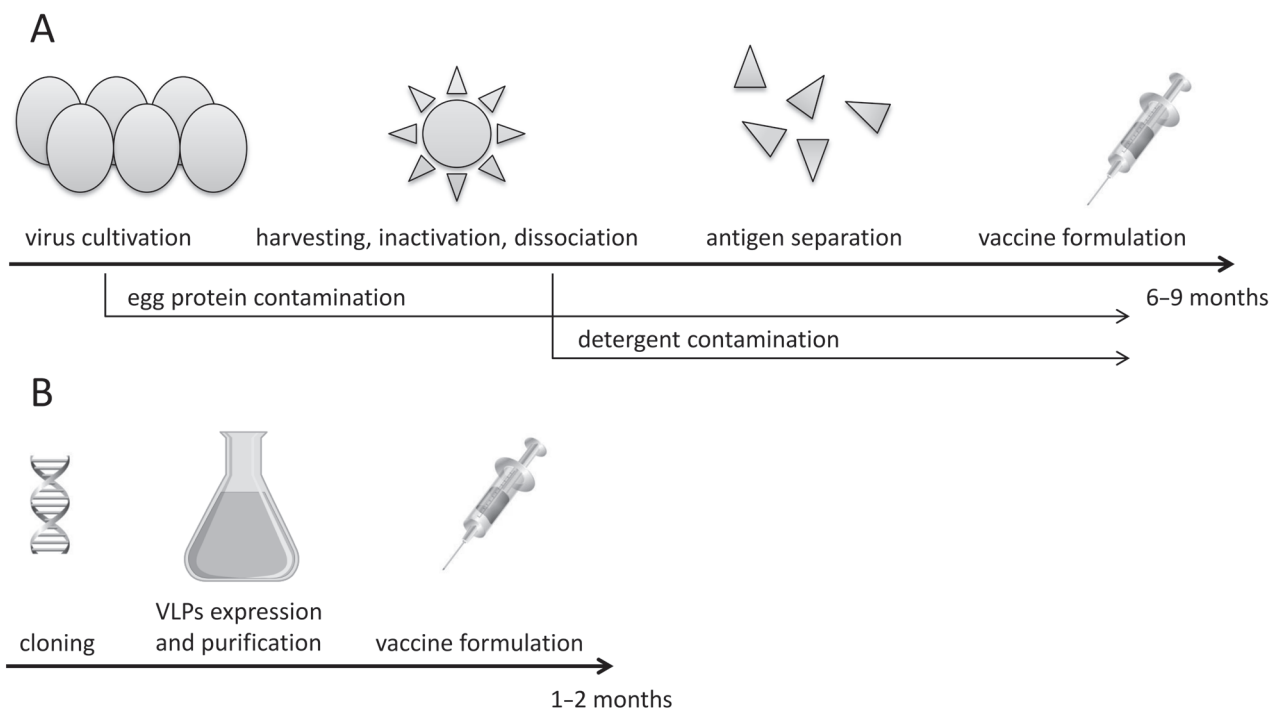 A
virus cultivation
harvesting, inactivation, dissociation
antigen separation
vaccine formulation
egg protein contamination
6–9 months
detergent contamination
B
VLPs expression
and purification
cloning
vaccine formulation
1–2 months